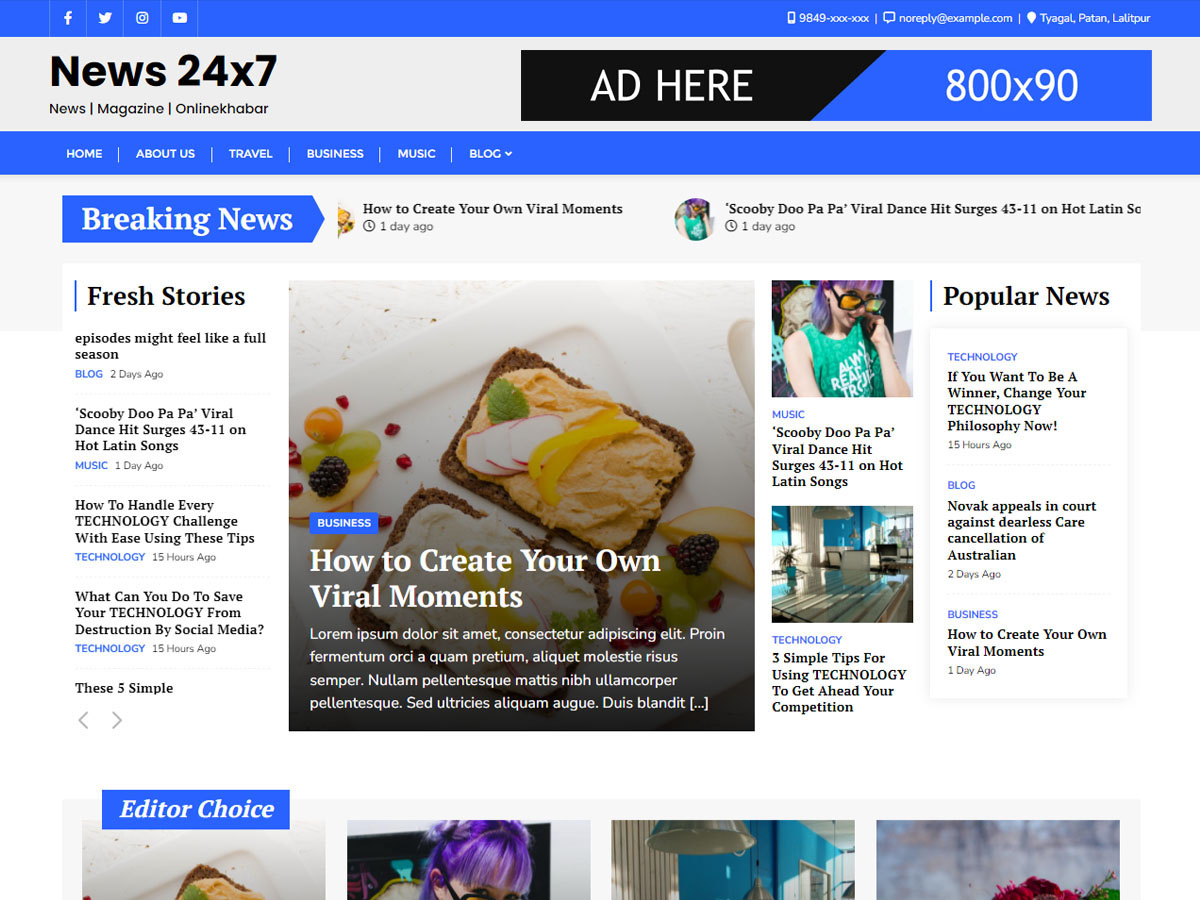 9849-xxx-xxx | noreply@example.com | Tyagal, Patan, Lalitpur
News 24x7
News | Magazine | Onlinekhabar
AD HERE 800x90
HOME ABOUT US TRAVEL BUSINESS MUSIC BLOG
Breaking News
How to Create Your Own Viral Moments
1 day ago
‘Scooby Doo Pa Pa’ Viral Dance Hit Surges 43-11 on Hot Latin So
1 day ago
Fresh Stories
episodes might feel like a full
season
BLOG 2 Days Ago
‘Scooby Doo Pa Pa’ Viral
Dance Hit Surges 43-11 on
Hot Latin Songs
MUSIC 1 Day Ago
How To Handle Every
TECHNOLOGY Challenge
With Ease Using These Tips
TECHNOLOGY 15 Hours Ago
What Can You Do To Save
Your TECHNOLOGY From
Destruction By Social Media?
TECHNOLOGY 15 Hours Ago
These 5 Simple
BUSINESS
How to Create Your Own
Viral Moments
Lorem ipsum dolor sit amet, consectetur adipiscing elit. Proin
fermentum orci a quam pretium, aliquet molestie risus
semper. Nullam pellentesque mattis nibh ullamcorper
pellentesque. Sed ultricies aliquam augue. Duis blandit [...]
MUSIC
‘Scooby Doo Pa Pa’
Viral Dance Hit
Surges 43-11 on Hot
Latin Songs
TECHNOLOGY
3 Simple Tips For
Using TECHNOLOGY
To Get Ahead Your
Competition
Popular News
TECHNOLOGY
If You Want To Be A
Winner, Change Your
TECHNOLOGY
Philosophy Now!
15 Hours Ago
BLOG
Novak appeals in court
against dearless Care
cancellation of
Australian
2 Days Ago
BUSINESS
How to Create Your Own
Viral Moments
1 Day Ago
Editor Choice